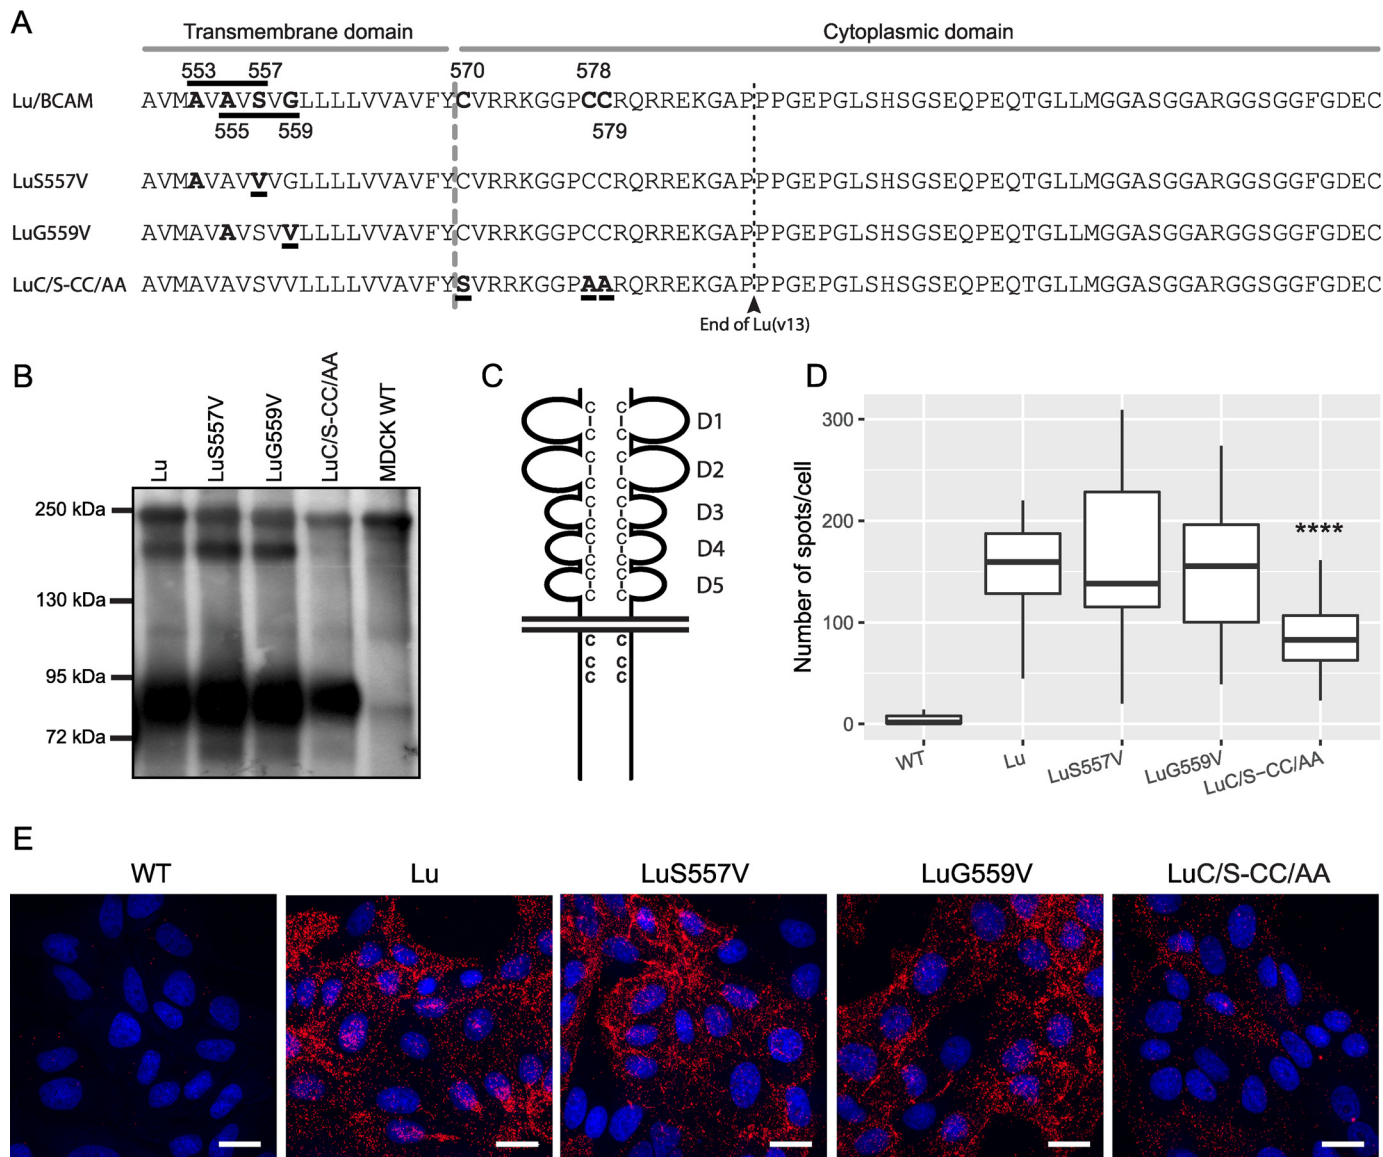 A
Transmembrane domain
Cytoplasmic domain
553 557 570 578
Lu/BCAM AVMAVAVSVGLLLLVVAVFYCVRRKGGPCCRQRREKGAPPPGEPGLSHSGSEQPEQTGLLMGGASGGARGGSGGFGDEC
555 559 579
LuS557V AVMAVAVVVGLLLLVVAVFYCVRRKGGPCCRQRREKGAPPPGEPGLSHSGSEQPEQTGLLMGGASGGARGGSGGFGDEC
LuG559V AVMAVAVSVVLLLLVVAVFYCVRRKGGPCCRQRREKGAPPPGEPGLSHSGSEQPEQTGLLMGGASGGARGGSGGFGDEC
LuC/S-CC/AA AVMAVAVSVVLLLLVVAVFYSVRRKGGPAARQRREKGAPPPGEPGLSHSGSEQPEQTGLLMGGASGGARGGSGGFGDEC
End of Lu(v13)
B
Lu
LuS557V
LuG559V
LuC/S-CC/AA
MDCK WT
250 kDa
130 kDa
95 kDa
72 kDa
C
C C D1
C C
C C D2
C C
C C D3
C C
C C D4
C C
C C D5
C C
C C
C C
C C
D
Number of spots/cell
300
200
100
0
****
WT
Lu
LuS557V
LuG559V
LuC/S−CC/AA
E
WT
Lu
LuS557V
LuG559V
LuC/S-CC/AA